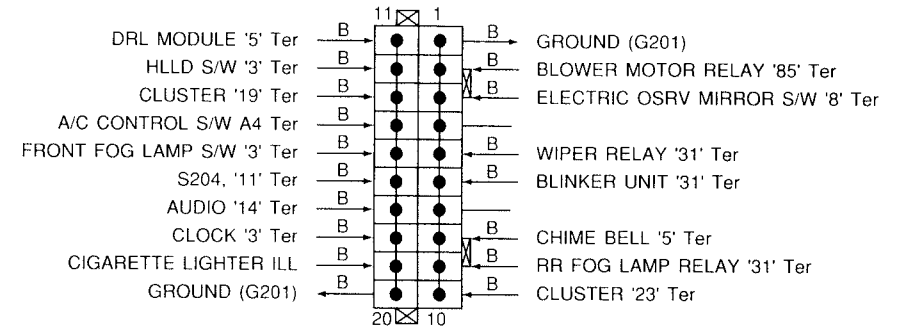 11 1
DRL MODULE '5' Ter B B GROUND (G201)
HLLD S/W '3' Ter B B BLOWER MOTOR RELAY '85' Ter
CLUSTER '19' Ter B B ELECTRIC OSRV MIRROR S/W '8' Ter
A/C CONTROL S/W A4 Ter B
FRONT FOG LAMP S/W '3' Ter B B WIPER RELAY '31' Ter
S204, '11' Ter B B BLINKER UNIT '31' Ter
AUDIO '14' Ter B
CLOCK '3' Ter B B CHIME BELL '5' Ter
CIGARETTE LIGHTER ILL B B RR FOG LAMP RELAY '31' Ter
GROUND (G201) B B CLUSTER '23' Ter
20 10